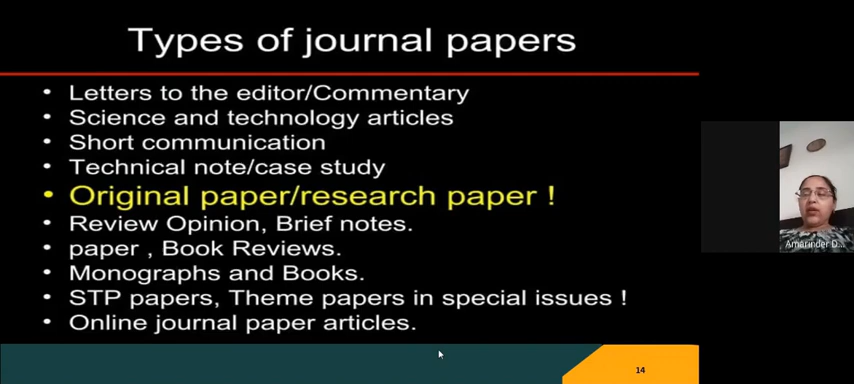 Types of journal papers
• Letters to the editor/Commentary
• Science and technology articles
• Short communication
• Technical note/case study
• Original paper/research paper !
• Review Opinion, Brief notes.
• paper , Book Reviews.
• Monographs and Books.
• STP papers, Theme papers in special issues !
• Online journal paper articles.
14
Amarinder D...